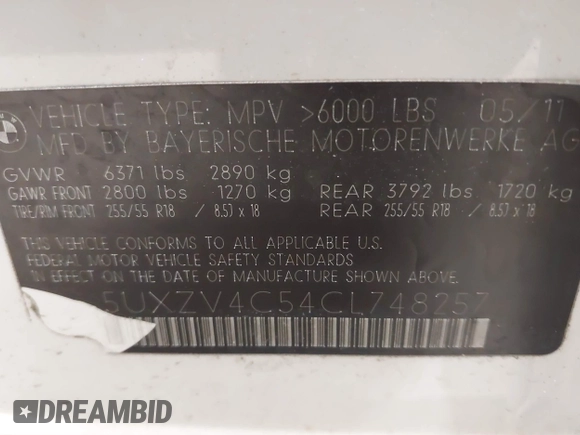 VEHICLE TYPE: MPV >6000 LBS 05/11
MFD BY BAYERISCHE MOTORENWERKE AG
GVWR 6371 lbs 2890 kg
GAWR FRONT 2800 lbs 1270 kg REAR 3792 lbs 1720 kg
TIRE/RIM FRONT 255/55 R18 / 8.5J x 18 REAR 255/55 R18 / 8.5J x 18
THIS VEHICLE CONFORMS TO ALL APPLICABLE U.S.
FEDERAL MOTOR VEHICLE SAFETY STANDARDS
IN EFFECT ON THE DATE OF MANUFACTURE SHOWN ABOVE.
5UXZV4C54CL748257
DREAMBID